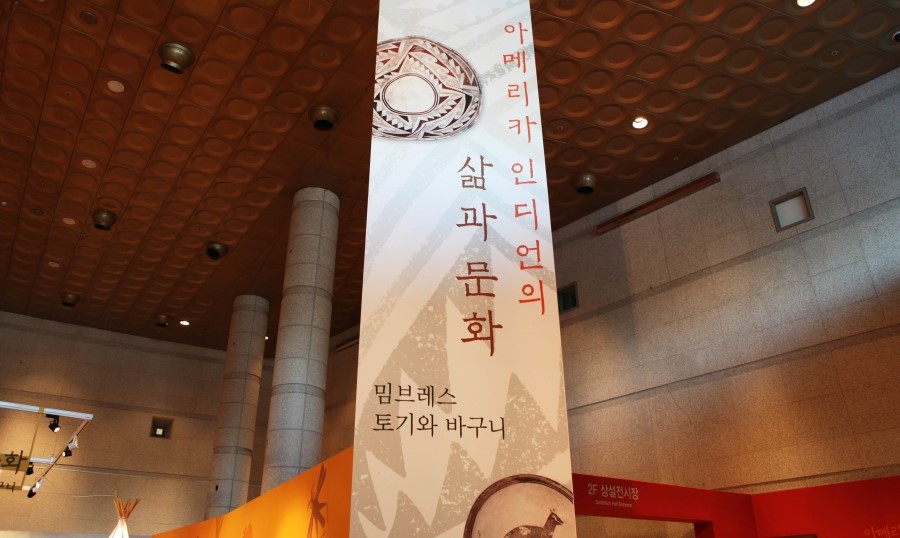 아메리카인디언의
삶과문화
밈브레스
토기와 바구니
2F 상설전시장